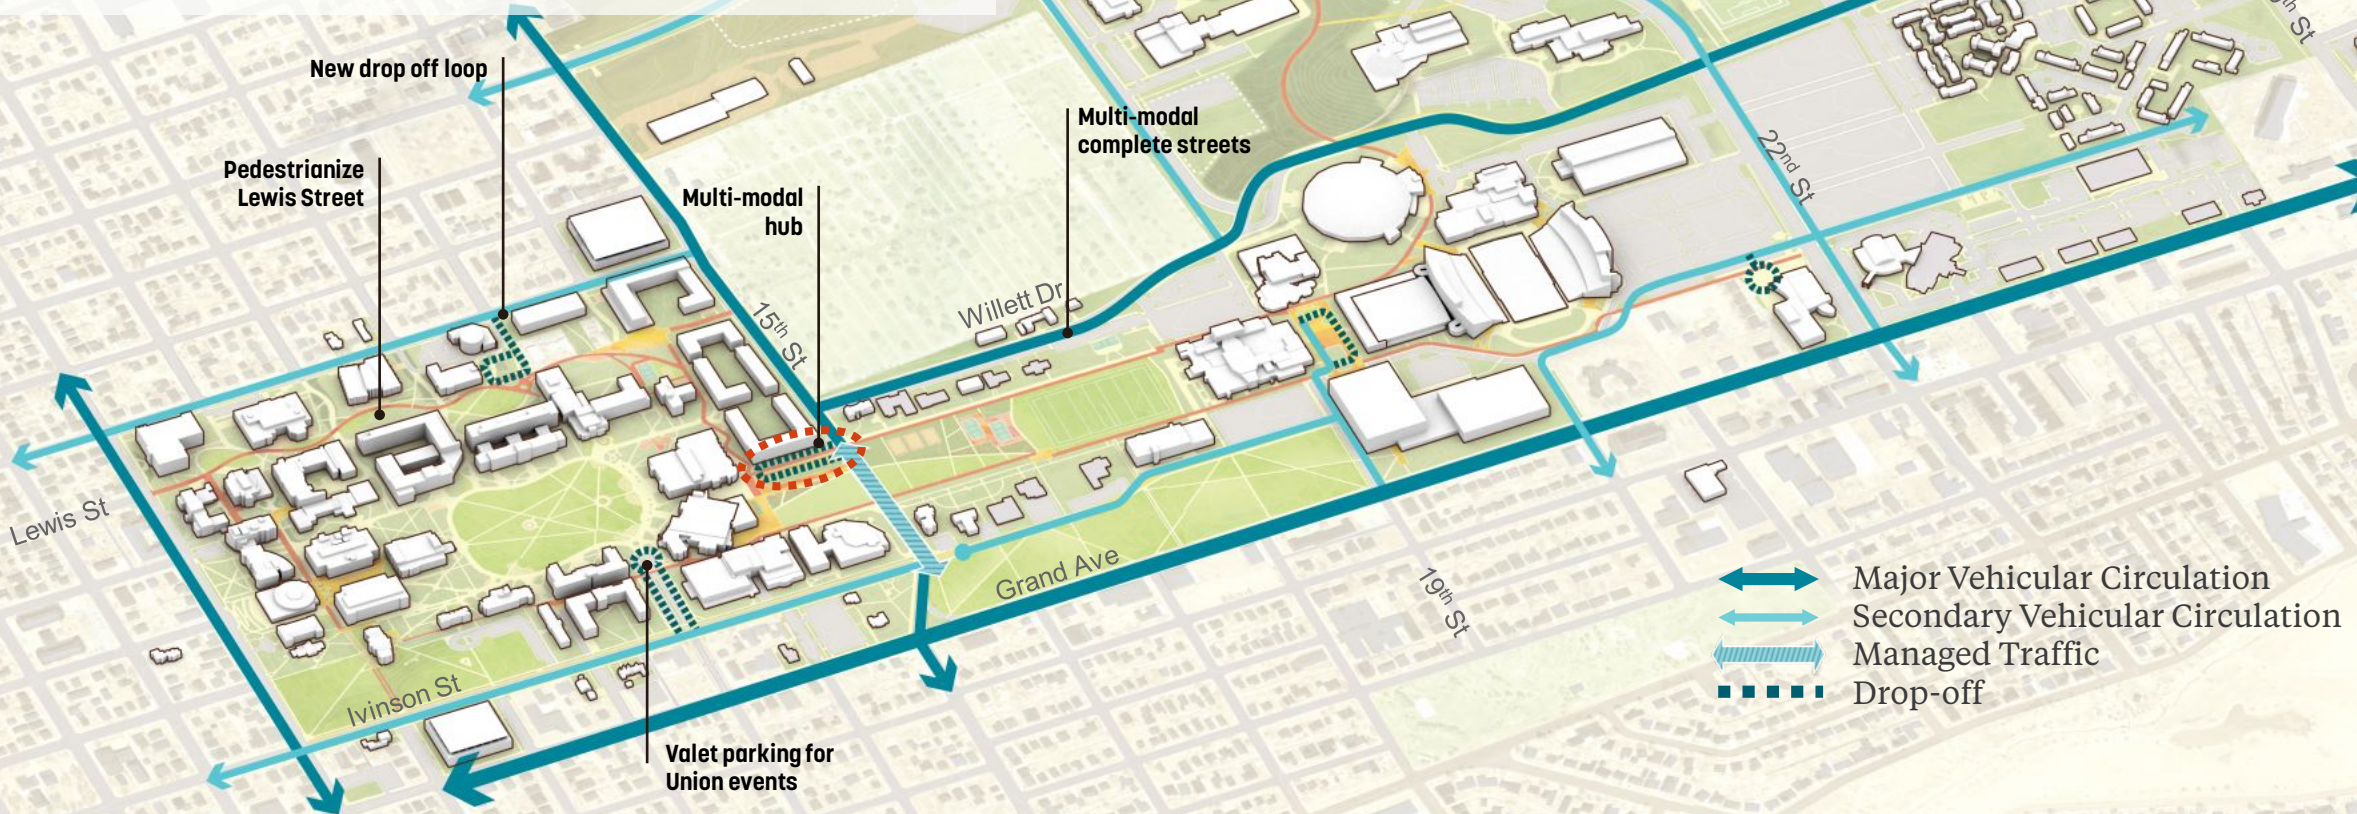 New drop off loop
Pedestrianize
Lewis Street
Multi-modal
hub
Multi-modal
complete streets
th St
22nd St
15th St
Willett Dr
Lewis St
Grand Ave
19th St
Ivinson St
Valet parking for
Union events
Major Vehicular Circulation
Secondary Vehicular Circulation
Managed Traffic
Drop-off